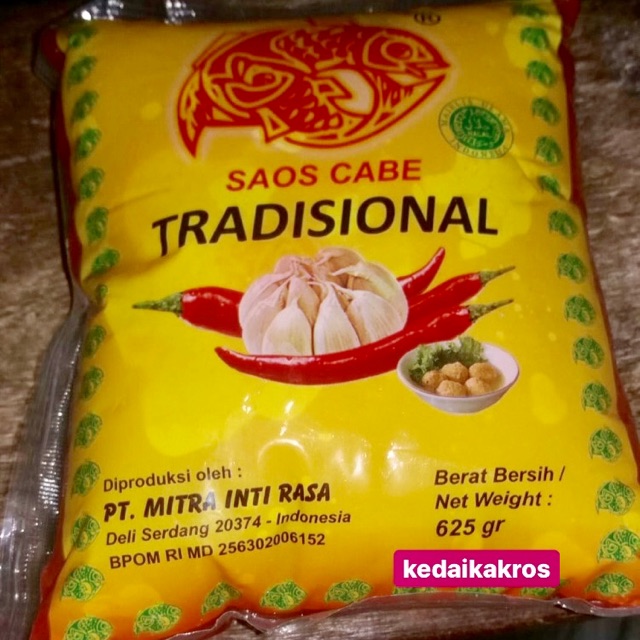 ®
SAOS CABE
TRADISIONAL
Diproduksi oleh :
PT. MITRA INTI RASA
Deli Serdang 20374 - Indonesia
BPOM RI MD 256302006152
Berat Bersih /
Net Weight :
625 gr
kedaikakros